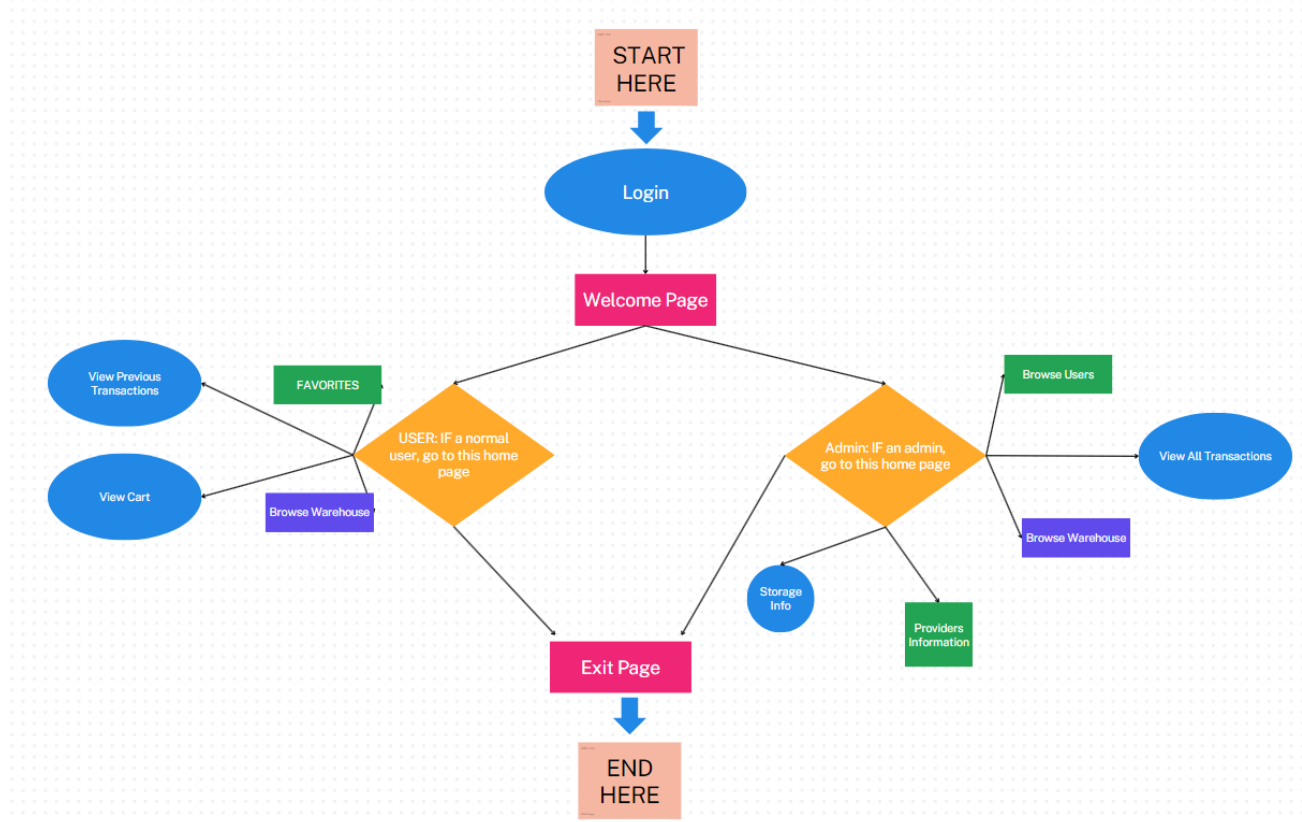 START
HERE
Login
Welcome Page
View Previous
Transactions
FAVORITES
USER: IF a normal
user, go to this home
page
View Cart
Browse Warehouse
Admin: IF an admin,
go to this home page
Browse Users
View All Transactions
Browse Warehouse
Storage
Info
Providers
Information
Exit Page
END
HERE